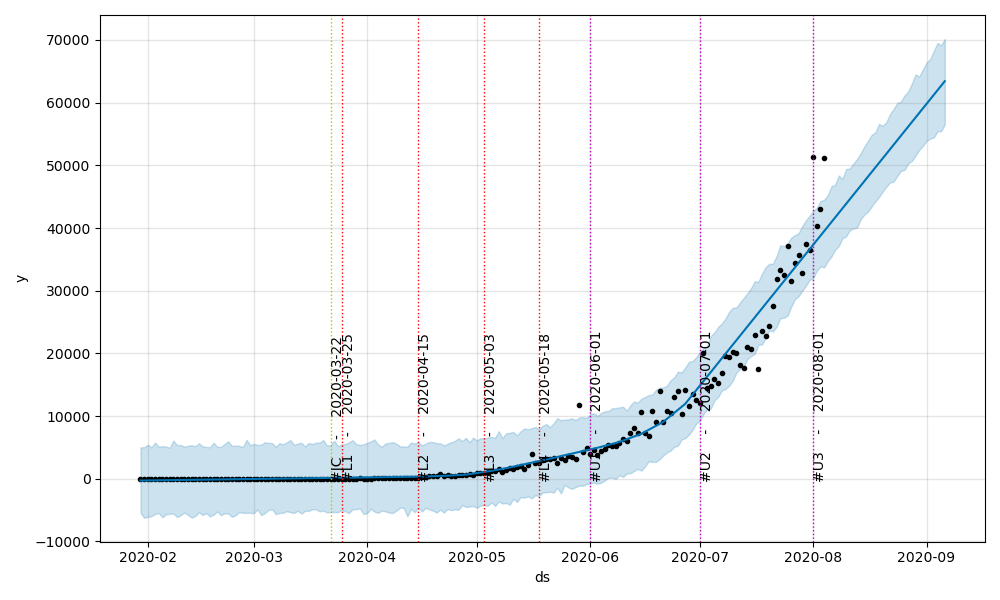 70000
60000
50000
40000
30000
20000
10000
0
−10000
y
#JC - 2020-03-22
#L1 - 2020-03-25
#L2 - 2020-04-15
#L3 - 2020-05-03
#L4 - 2020-05-18
#U1 - 2020-06-01
#U2 - 2020-07-01
#U3 - 2020-08-01
2020-02
2020-03
2020-04
2020-05
2020-06
2020-07
2020-08
2020-09
ds